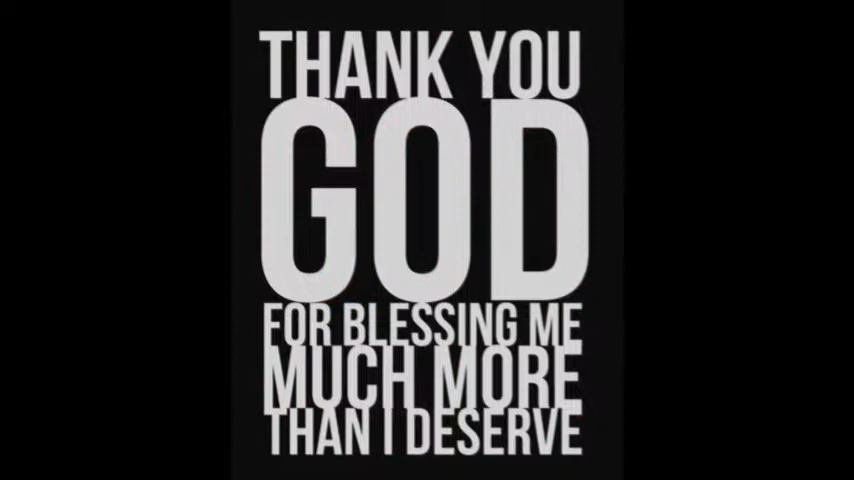 THANK YOU
GOD
FOR BLESSING ME
MUCH MORE
THAN I DESERVE